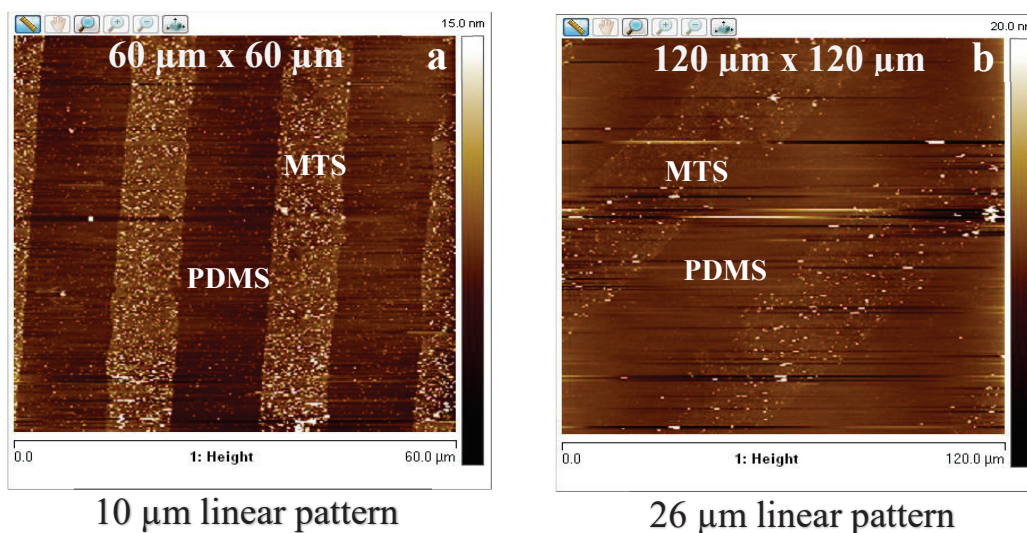 15.0 nm
60 µm x 60 µm
a
MTS
PDMS
0.0
1: Height
60.0 µm
10 µm linear pattern
20.0 nm
120 µm x 120 µm
b
MTS
PDMS
0.0
1: Height
120.0 µm
26 µm linear pattern